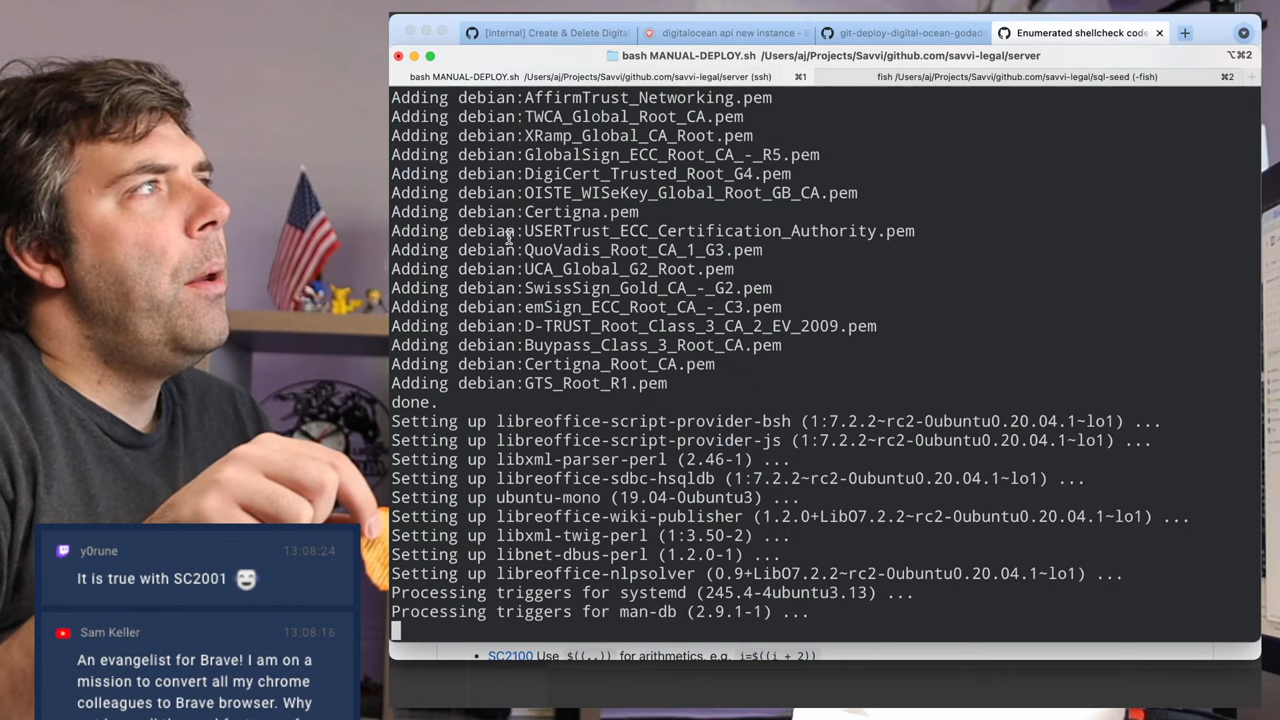 [Internal] Create & Delete Digital
digitalocean api new instance - B
git-deploy-digital-ocean-godad
Enumerated shellcheck code
bash MANUAL-DEPLOY.sh /Users/aj/Projects/Savvi/github.com/savvi-legal/server
⌥⌘2
bash MANUAL-DEPLOY.sh /Users/aj/Projects/Savvi/github.com/savvi-legal/server (ssh)
⌘1
fish /Users/aj/Projects/Savvi/github.com/savvi-legal/sql-seed (-fish)
⌘2
Adding debian:AffirmTrust_Networking.pem
Adding debian:TWCA_Global_Root_CA.pem
Adding debian:XRamp_Global_CA_Root.pem
Adding debian:GlobalSign_ECC_Root_CA_-_R5.pem
Adding debian:DigiCert_Trusted_Root_G4.pem
Adding debian:OISTE_WISeKey_Global_Root_GB_CA.pem
Adding debian:Certigna.pem
Adding debian:USERTrust_ECC_Certification_Authority.pem
Adding debian:QuoVadis_Root_CA_1_G3.pem
Adding debian:UCA_Global_G2_Root.pem
Adding debian:SwissSign_Gold_CA_-_G2.pem
Adding debian:emSign_ECC_Root_CA_-_C3.pem
Adding debian:D-TRUST_Root_Class_3_CA_2_EV_2009.pem
Adding debian:Buypass_Class_3_Root_CA.pem
Adding debian:Certigna_Root_CA.pem
Adding debian:GTS_Root_R1.pem
done.
Setting up libreoffice-script-provider-bsh (1:7.2.2~rc2-0ubuntu0.20.04.1~lo1) ...
Setting up libreoffice-script-provider-js (1:7.2.2~rc2-0ubuntu0.20.04.1~lo1) ...
Setting up libxml-parser-perl (2.46-1) ...
Setting up libreoffice-sdbc-hsqldb (1:7.2.2~rc2-0ubuntu0.20.04.1~lo1) ...
Setting up ubuntu-mono (19.04-0ubuntu3) ...
Setting up libreoffice-wiki-publisher (1.2.0+LibO7.2.2~rc2-0ubuntu0.20.04.1~lo1) ...
Setting up libxml-twig-perl (1:3.50-2) ...
Setting up libnet-dbus-perl (1.2.0-1) ...
Setting up libreoffice-nlpsolver (0.9+LibO7.2.2~rc2-0ubuntu0.20.04.1~lo1) ...
Processing triggers for systemd (245.4-4ubuntu3.13) ...
Processing triggers for man-db (2.9.1-1) ...
SC2100 Use $((..)) for arithmetics, e.g. i=$((i + 2))
y0rune 13:08:24
It is true with SC2001 😄
Sam Keller 13:08:16
An evangelist for Brave! I am on a
mission to convert all my chrome
colleagues to Brave browser. Why